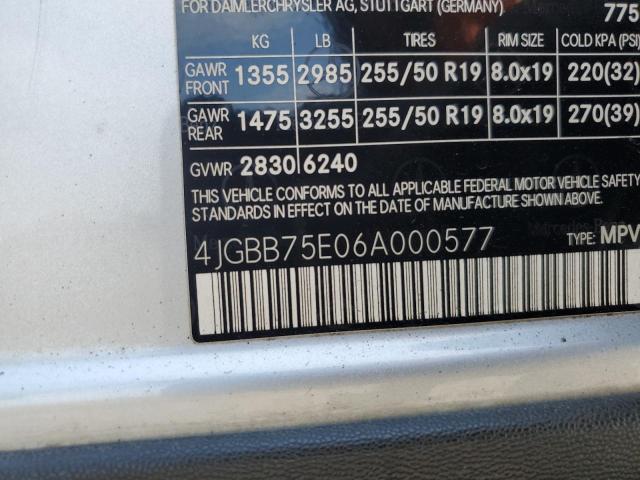 FOR DAIMLERCHRYSLER AG, STUTTGART (GERMANY) 775
KG LB TIRES RIM SIZE COLD KPA (PSI)
GAWR FRONT 1355 2985 255/50 R19 8.0x19 220(32)
GAWR REAR 1475 3255 255/50 R19 8.0x19 270(39)
GVWR 2830 6240
THIS VEHICLE CONFORMS TO ALL APPLICABLE FEDERAL MOTOR VEHICLE SAFETY
STANDARDS IN EFFECT ON THE DATE OF MANUFACTURE SHOWN ABOVE.
4JGBB75E06A000577 TYPE: MPV